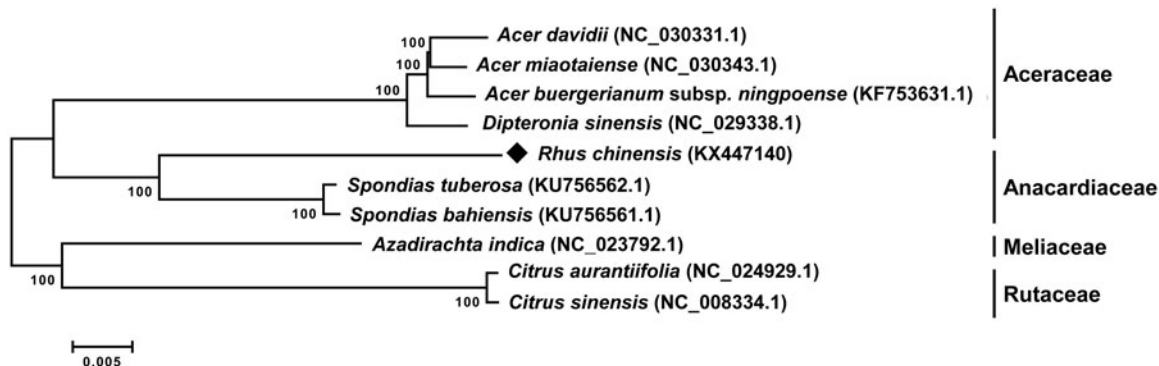 100
Acer davidii (NC_030331.1)
100
Acer miaotaiense (NC_030343.1)
100
Acer buergerianum subsp. ningpoense (KF753631.1)
Dipteronia sinensis (NC_029338.1)
Aceraceae
Rhus chinensis (KX447140)
100
Spondias tuberosa (KU756562.1)
100
Spondias bahiensis (KU756561.1)
Anacardiaceae
Azadirachta indica (NC_023792.1)
Meliaceae
100
Citrus aurantiifolia (NC_024929.1)
100
Citrus sinensis (NC_008334.1)
Rutaceae
0.005